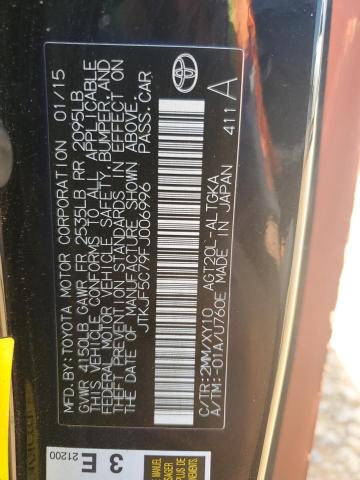 MFD. BY:TOYOTA MOTOR CORPORATION 01/15
GVWR 4150LB GAWR FR 2535LB RR 2095LB
THIS VEHICLE CONFORMS TO ALL APPLICABLE
FEDERAL MOTOR VEHICLE SAFETY, BUMPER, AND
THEFT PREVENTION STANDARDS IN EFFECT ON
THE DATE OF MANUFACTURE SHOWN ABOVE.
JTKJF5C79FJ006996 PASS.CAR
C/TR:2MM/XY10 AGT20L-ALTGKA
A/TM:-01A/U760E MADE IN JAPAN
411 A
3 E
21200